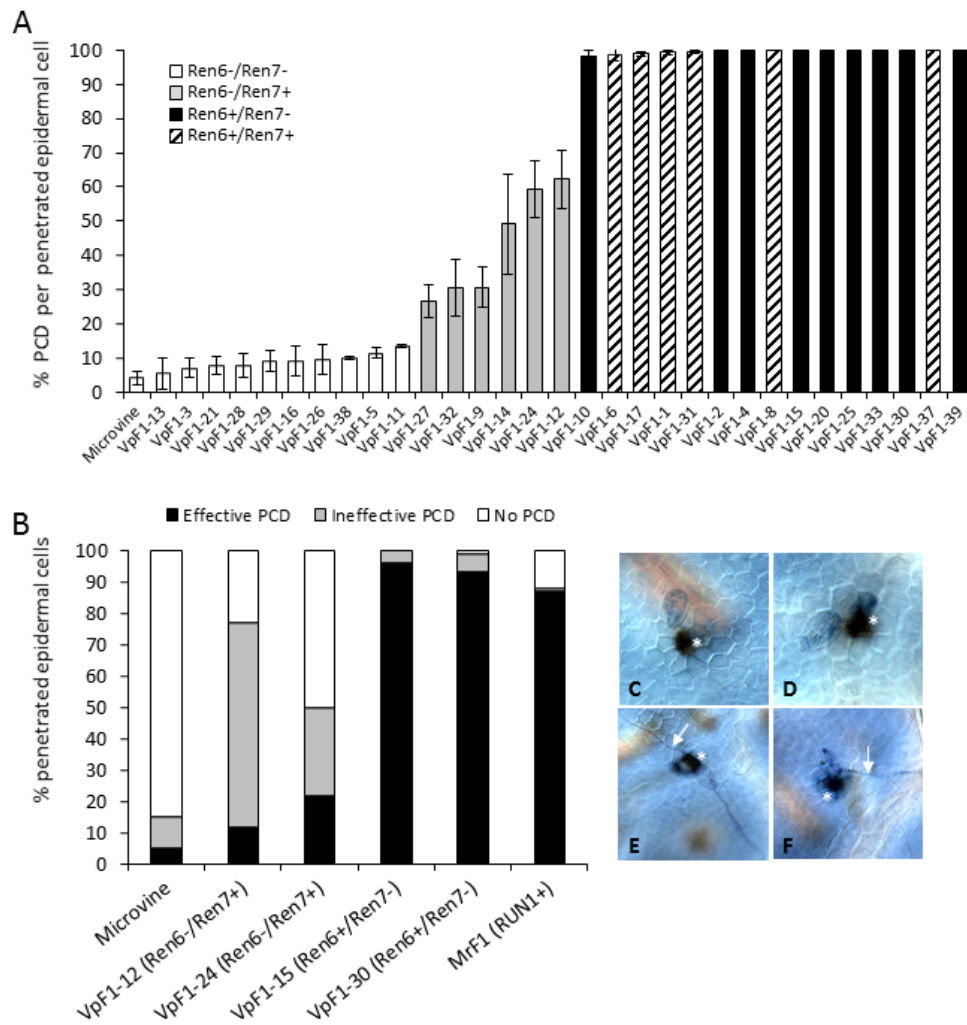 A
% PCD per penetrated epidermal cell
100
90
80
70
60
50
40
30
20
10
0
Ren6-/Ren7-
Ren6-/Ren7+
Ren6+/Ren7-
Ren6+/Ren7+
Microvine
VpF1-13
VpF1-3
VpF1-21
VpF1-28
VpF1-29
VpF1-16
VpF1-26
VpF1-38
VpF1-5
VpF1-11
VpF1-27
VpF1-32
VpF1-9
VpF1-14
VpF1-24
VpF1-12
VpF1-10
VpF1-6
VpF1-17
VpF1-1
VpF1-31
VpF1-2
VpF1-4
VpF1-8
VpF1-15
VpF1-20
VpF1-25
VpF1-33
VpF1-30
VpF1-37
VpF1-39
B
Effective PCD
Ineffective PCD
No PCD
% penetrated epidermal cells
100
90
80
70
60
50
40
30
20
10
0
Microvine
VpF1-12 (Ren6-/Ren7+)
VpF1-24 (Ren6-/Ren7+)
VpF1-15 (Ren6+/Ren7-)
VpF1-30 (Ren6+/Ren7-)
MrF1 (RUN1+)
*
C
*
D
*
E
*
F